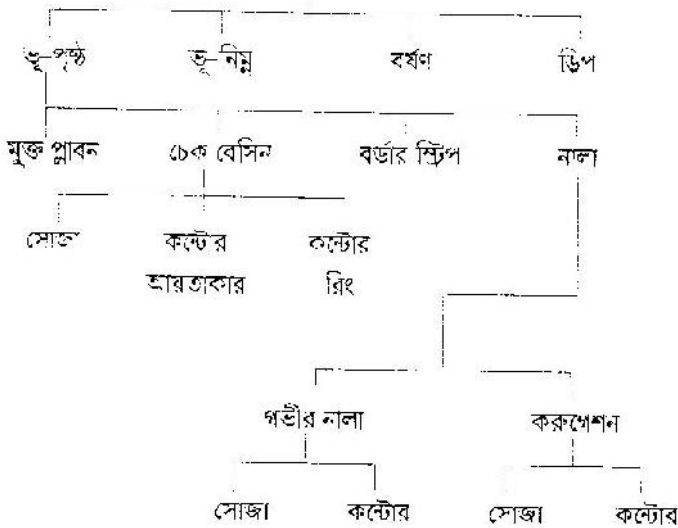 ভূ-পৃষ্ঠ ভূ-নিম্ন বর্ষণ ড্রিপ
মুক্ত প্লাবন চেক বেসিন বর্ডার স্ট্রিপ নালা
সোজা কন্টোর কন্টোর
আয়তাকার রিং
গভীর নালা করুগেশন
সোজা কন্টোর সোজা কন্টোর